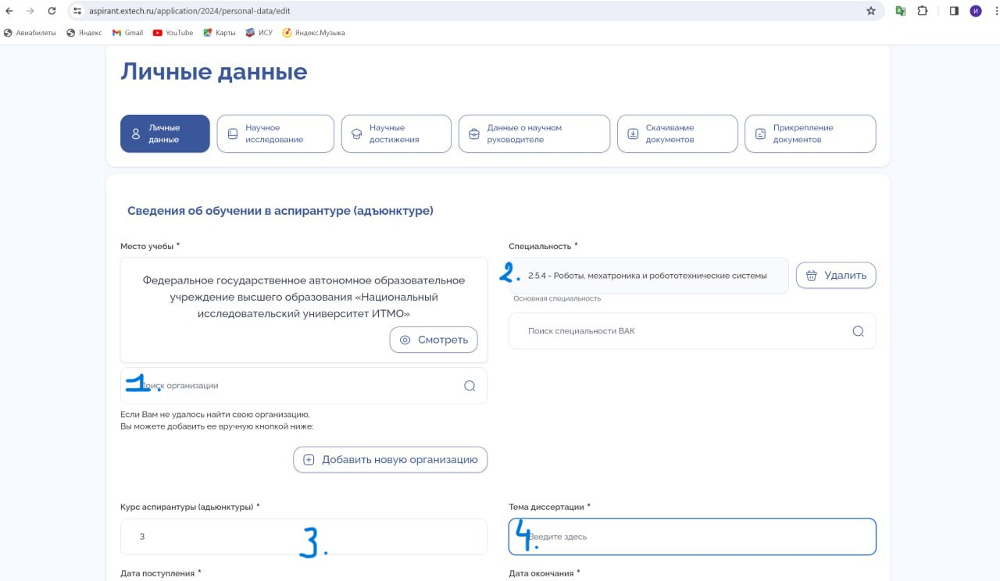 aspirant.extech.ru/application/2024/personal-data/edit
И
Авиабилеты Яндекс Gmail YouTube Карты ИСУ Яндекс.Музыка
Личные данные
Личные
данные
Научное
исследование
Научные
достижения
Данные о научном
руководителе
Скачивание
документов
Прикрепление
документов
Сведения об обучении в аспирантуре (адъюнктуре)
Место учебы *
Федеральное государственное автономное образовательное
учреждение высшего образования «Национальный
исследовательский университет ИТМО»
Смотреть
1. Поиск организации
Если Вам не удалось найти свою организацию,
Вы можете добавить ее вручную кнопкой ниже:
Добавить новую организацию
Специальность *
2. 2.5.4 - Роботы, мехатроника и робототехнические системы
Удалить
Основная специальность
Поиск специальности ВАК
Курс аспирантуры (адьюнктуры) *
3 3.
Тема диссертации *
4. Введите здесь
Дата поступления *
Дата окончания *